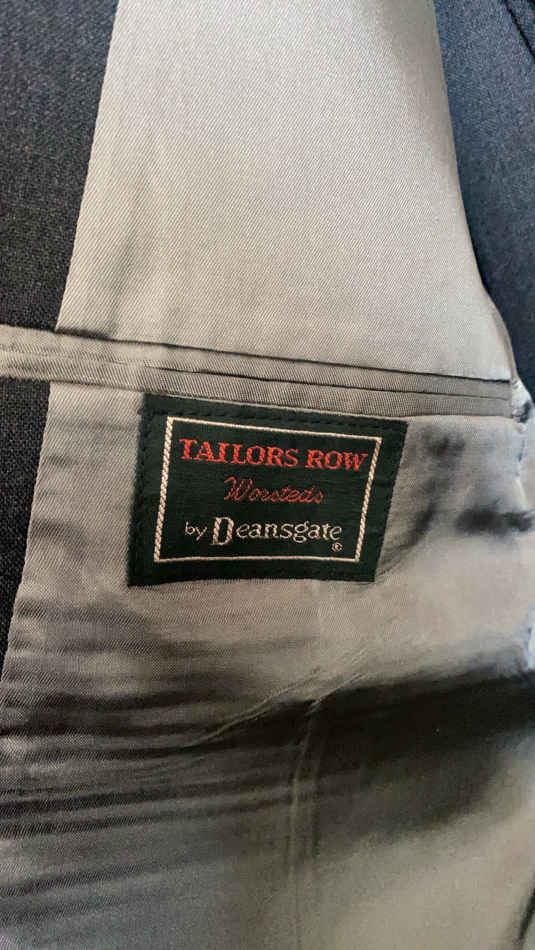 TAILORS ROW
Worsteds
by Deansgate
®